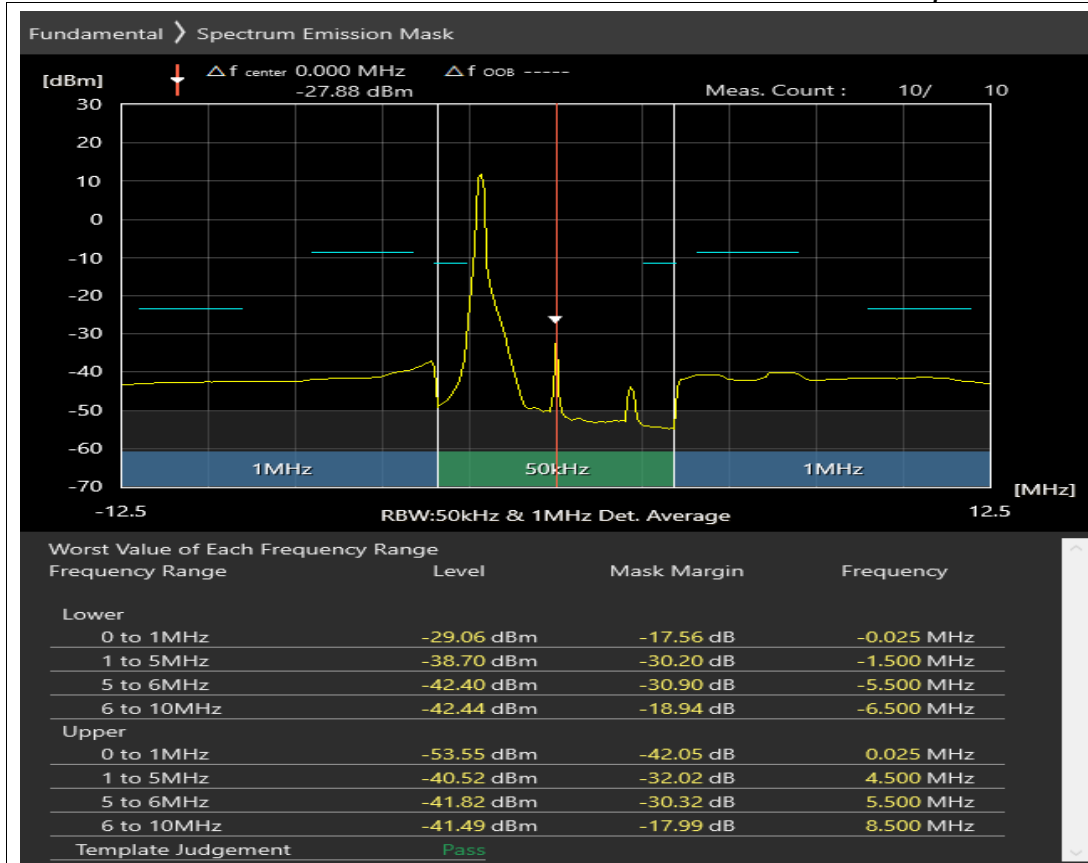 Fundamental ❯ Spectrum Emission Mask
[dBm] △f center 0.000 MHz △f OOB -----
-27.88 dBm Meas. Count : 10/ 10
30
20
10
0
-10
-20
-30
-40
-50
-60
1MHz 50kHz 1MHz
-70
[MHz]
-12.5 RBW:50kHz & 1MHz Det. Average 12.5
Worst Value of Each Frequency Range
Frequency Range Level Mask Margin Frequency
Lower
0 to 1MHz -29.06 dBm -17.56 dB -0.025 MHz
1 to 5MHz -38.70 dBm -30.20 dB -1.500 MHz
5 to 6MHz -42.40 dBm -30.90 dB -5.500 MHz
6 to 10MHz -42.44 dBm -18.94 dB -6.500 MHz
Upper
0 to 1MHz -53.55 dBm -42.05 dB 0.025 MHz
1 to 5MHz -40.52 dBm -32.02 dB 4.500 MHz
5 to 6MHz -41.82 dBm -30.32 dB 5.500 MHz
6 to 10MHz -41.49 dBm -17.99 dB 8.500 MHz
Template Judgement Pass